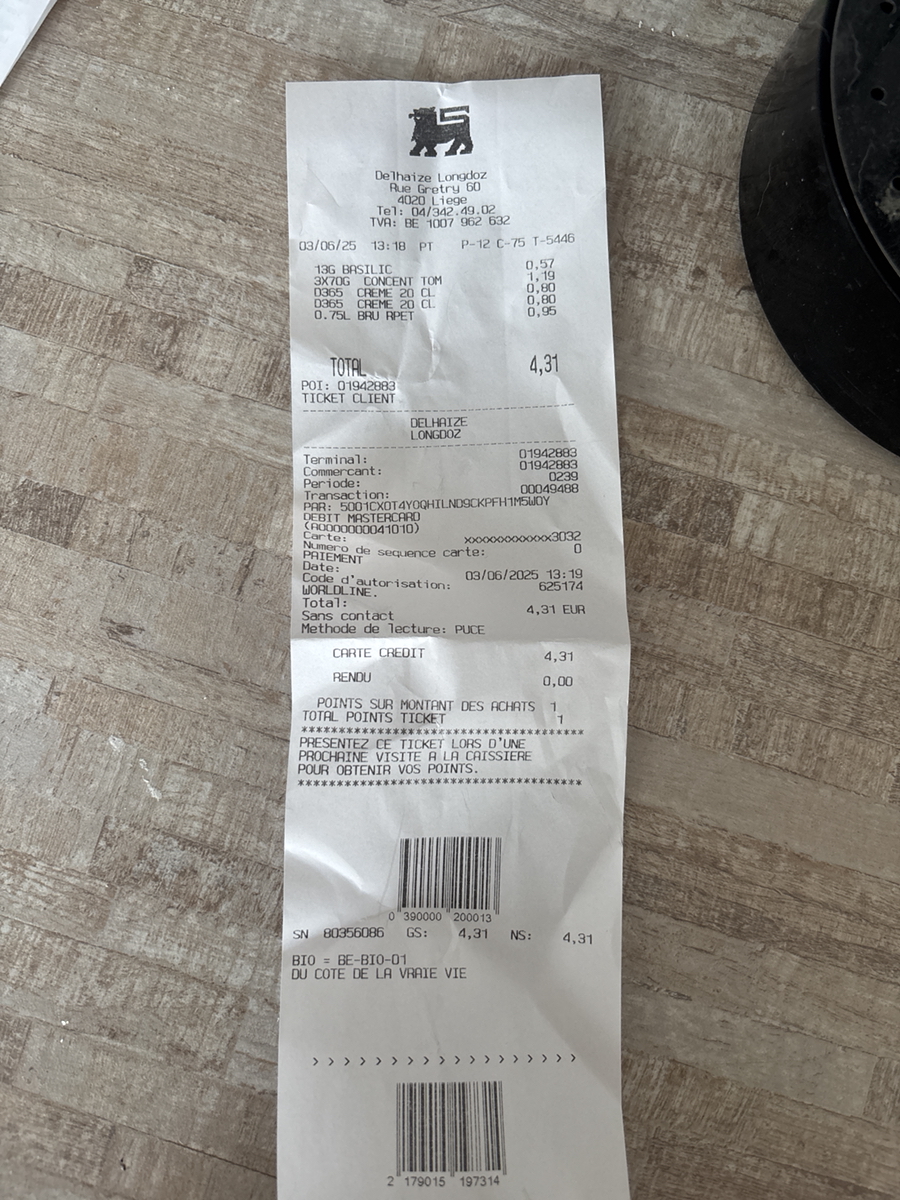 Delhaize Longdoz
Rue Gretry 60
4020 Liege
Tel: 04/342.49.02
TVA: BE 1007 962 632
03/06/25 13:18 PT P-12 C-75 T-5446
13G BASILIC 0,57
3X70G CONCENT TOM 1,19
D365 CREME 20 CL 0,80
D365 CREME 20 CL 0,80
0.75L BRU RPET 0,95
TOTAL 4,31
POI: 01942883
TICKET CLIENT
DELHAIZE
LONGDOZ
Terminal: 01942883
Commercant: 01942883
Periode: 0239
Transaction: 00049488
PAR: 5001CXOT4YOQHILND9CKPFH1M5WOY
DEBIT MASTERCARD
(A0000000041010)
Carte: xxxxxxxxxxxx3032
Numero de sequence carte: 0
PAIEMENT
Date: 03/06/2025 13:19
Code d'autorisation: 625174
WORLDLINE.
Total: 4,31 EUR
Sans contact
Methode de lecture: PUCE
CARTE CREDIT 4,31
RENDU 0,00
POINTS SUR MONTANT DES ACHATS 1
TOTAL POINTS TICKET 1
************************************
PRESENTEZ CE TICKET LORS D'UNE
PROCHAINE VISITE A LA CAISSIERE
POUR OBTENIR VOS POINTS.
************************************
0 390000 200013
SN 80356086 GS: 4,31 NS: 4,31
BIO = BE-BIO-01
DU COTE DE LA VRAIE VIE
> > > > > > > > > > > > > > > > > >
2 179015 197314